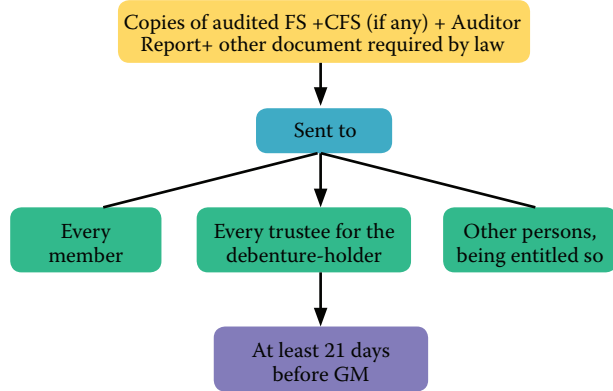 Copies of audited FS +CFS (if any) + Auditor
Report+ other document required by law
Sent to
Every
member
Every trustee for the
debenture-holder
Other persons,
being entitled so
At least 21 days
before GM